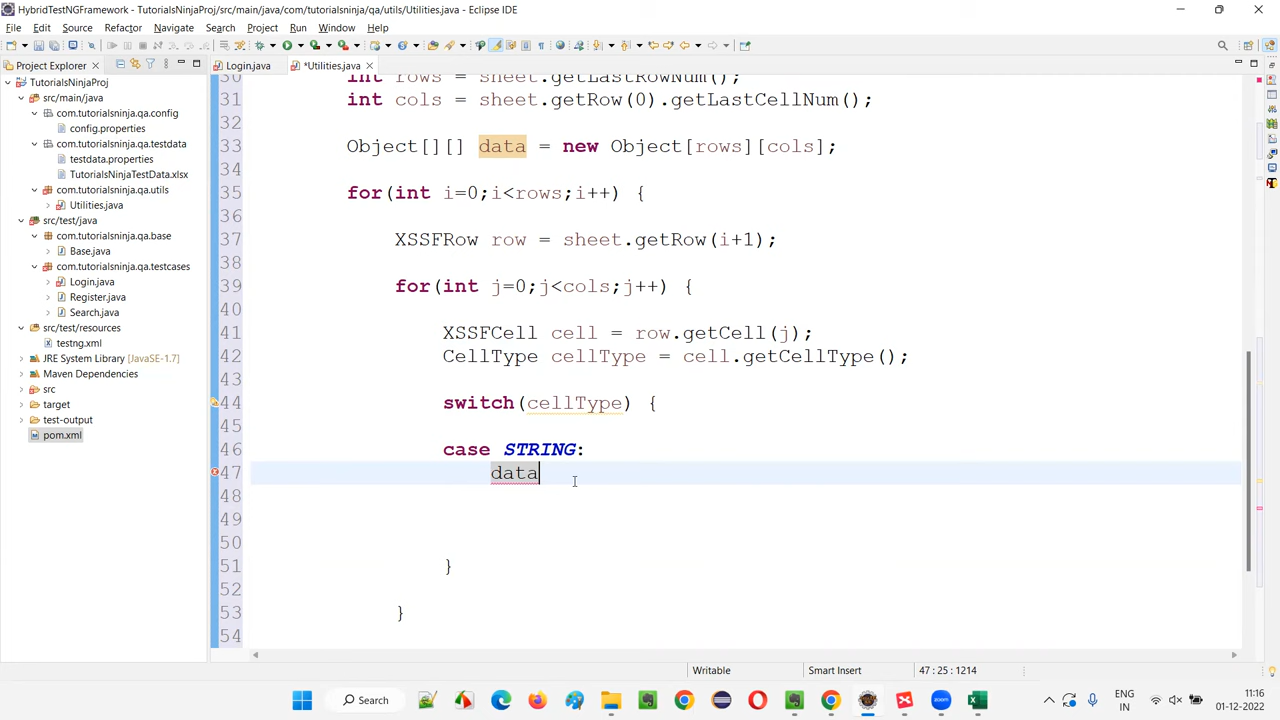 HybridTestNGFramework - TutorialsNinjaProj/src/main/java/com/tutorialsninja/qa/utils/Utilities.java - Eclipse IDE
File Edit Source Refactor Navigate Search Project Run Window Help
Project Explorer
Login.java *Utilities.java
TutorialsNinjaProj
src/main/java
com.tutorialsninja.qa.config
config.properties
com.tutorialsninja.qa.testdata
testdata.properties
TutorialsNinjaTestData.xlsx
com.tutorialsninja.qa.utils
Utilities.java
src/test/java
com.tutorialsninja.qa.base
Base.java
com.tutorialsninja.qa.testcases
Login.java
Register.java
Search.java
src/test/resources
testng.xml
JRE System Library [JavaSE-1.7]
Maven Dependencies
src
target
test-output
pom.xml
30 int rows = sheet.getLastRowNum();
31 int cols = sheet.getRow(0).getLastCellNum();
32
33 Object[][] data = new Object[rows][cols];
34
35 for(int i=0;i<rows;i++) {
36
37 XSSFRow row = sheet.getRow(i+1);
38
39 for(int j=0;j<cols;j++) {
40
41 XSSFCell cell = row.getCell(j);
42 CellType cellType = cell.getCellType();
43
44 switch(cellType) {
45
46 case STRING:
47 data
48
49
50
51 }
52
53 }
54
Writable Smart Insert 47 : 25 : 1214
Search
zoom
ENG
IN
11:16
01-12-2022